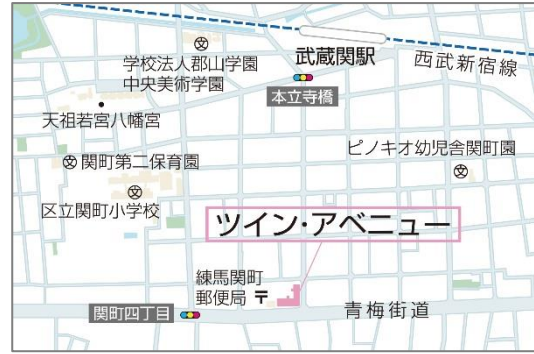 武蔵関駅
西武新宿線
学校法人郡山学園
中央美術学園
本立寺橋
天祖若宮八幡宮
ピノキオ幼児舎関町園
関町第二保育園
区立関町小学校
ツイン・アベニュー
練馬関町
郵便局 〒
関町四丁目
青梅街道